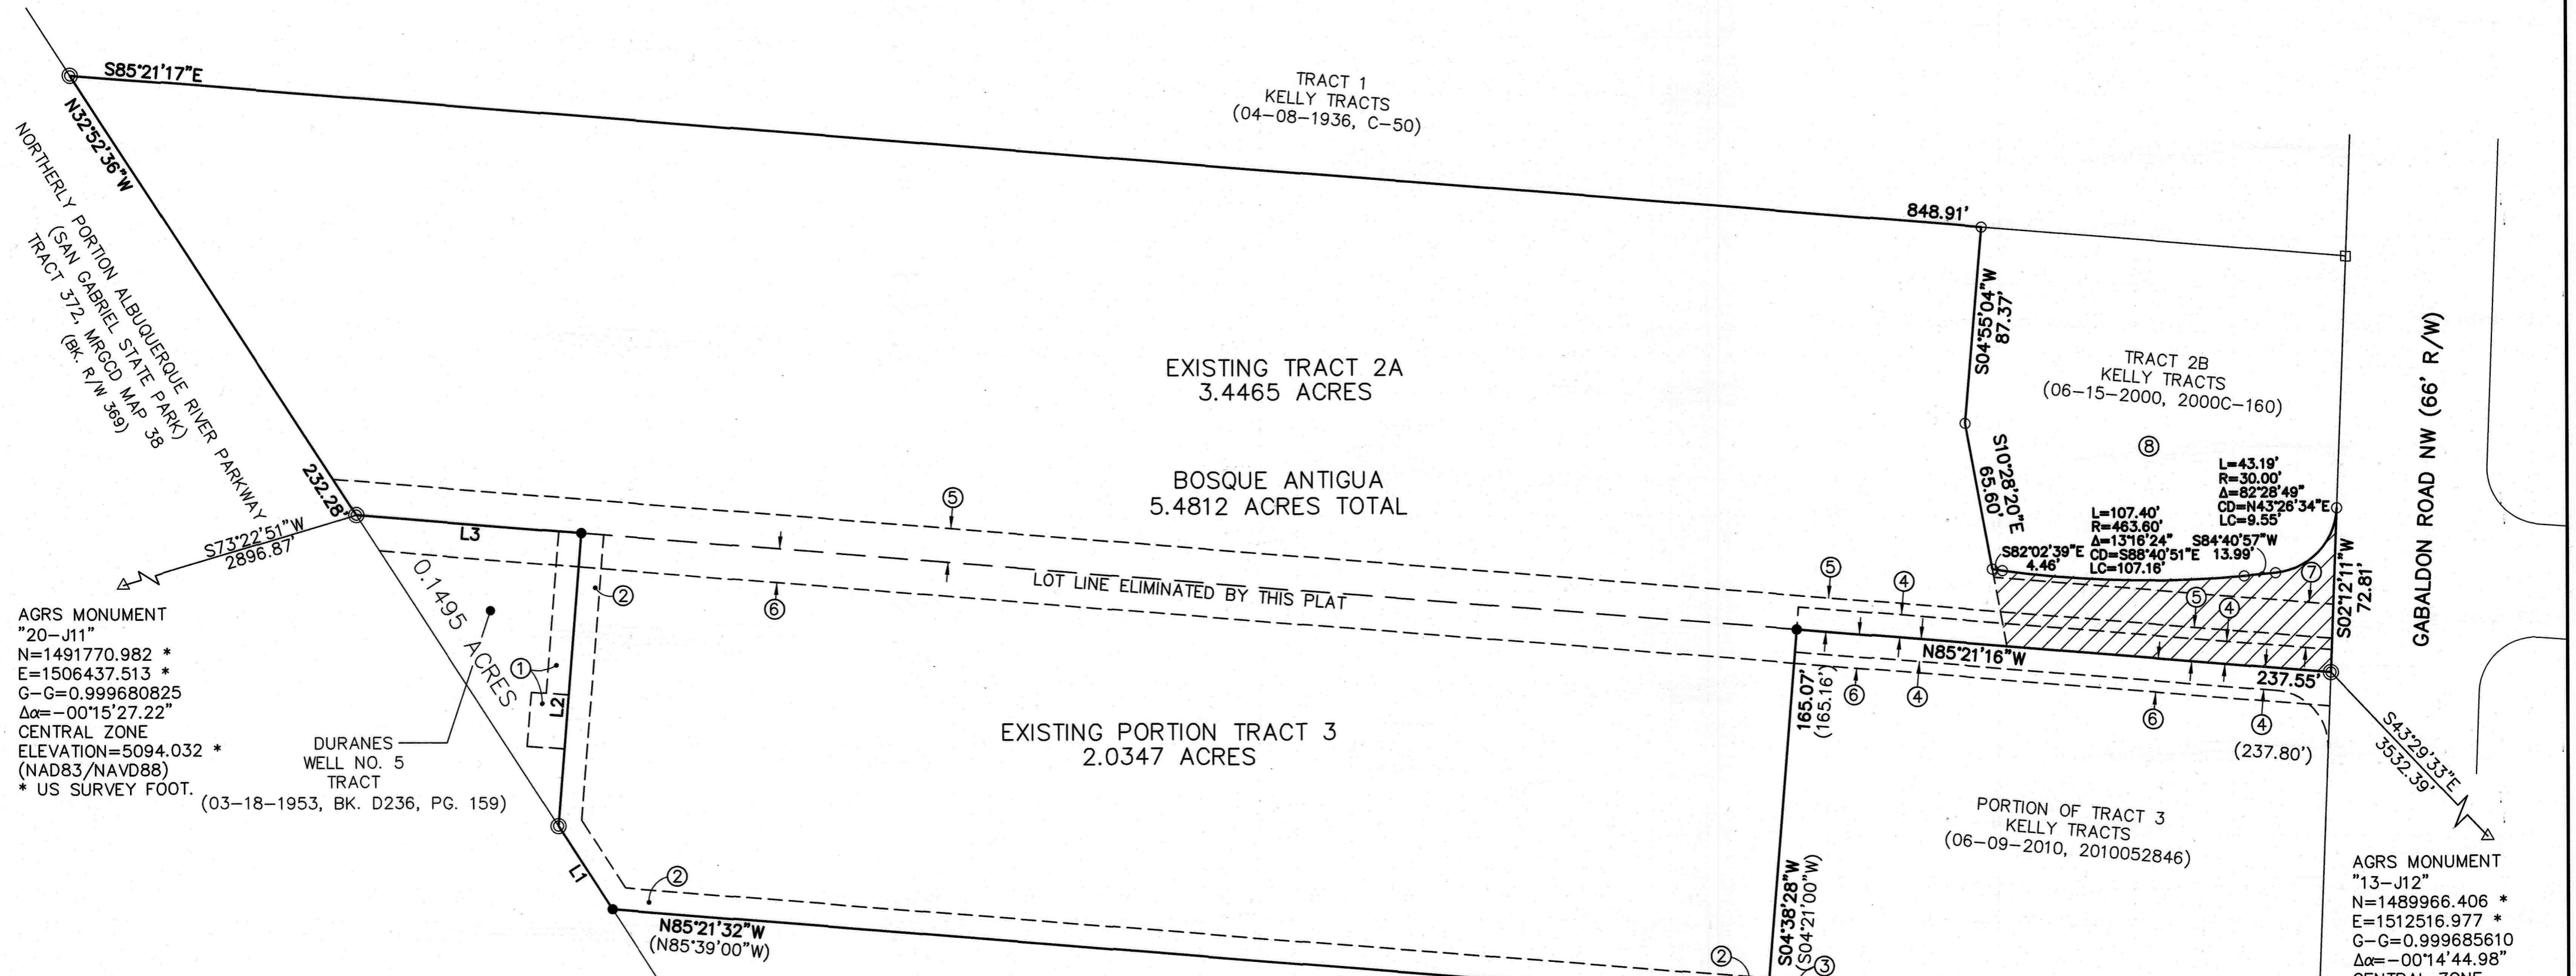 S85°21'17"E
N32°52'36"W
232.28'
NORTHERLY PORTION ALBUQUERQUE RIVER PARKWAY
(SAN GABRIEL STATE PARK)
TRACT 372, MRGCD MAP 38
(BK. R/W 369)
TRACT 1
KELLY TRACTS
(04-08-1936, C-50)
848.91'
S04°55'04"W
87.37'
EXISTING TRACT 2A
3.4465 ACRES
BOSQUE ANTIGUA
5.4812 ACRES TOTAL
TRACT 2B
KELLY TRACTS
(06-15-2000, 2000C-160)
8
S10°28'20"E
65.60'
L=43.19'
R=30.00'
Δ=82°28'49"
CD=N43°26'34"E
LC=9.55'
L=107.40'
R=463.60'
Δ=13°16'24"
CD=S88°40'51"E
LC=107.16'
S84°40'57"W
13.99'
S82°02'39"E
4.46'
GABALDON ROAD NW (66' R/W)
S02°12'11"W
72.81'
S73°22'51"W
2896.87'
L3
5
6
LOT LINE ELIMINATED BY THIS PLAT
5
4
5
4
7
N85°21'16"W
237.55'
6
4
6
4
(237.80')
165.07'
(165.16')
AGRS MONUMENT
"20-J11"
N=1491770.982 *
E=1506437.513 *
G-G=0.999680825
Δα=-00°15'27.22"
CENTRAL ZONE
ELEVATION=5094.032 *
(NAD83/NAVD88)
* US SURVEY FOOT.
0.1495 ACRES
1
2
L2
DURANES
WELL NO. 5
TRACT
(03-18-1953, BK. D236, PG. 159)
EXISTING PORTION TRACT 3
2.0347 ACRES
S43°29'33"E
3532.39'
PORTION OF TRACT 3
KELLY TRACTS
(06-09-2010, 2010052846)
L1
2
N85°21'32"W
(N85°39'00"W)
S04°38'28"W
(S04°21'00"W)
2
3
AGRS MONUMENT
"13-J12"
N=1489966.406 *
E=1512516.977 *
G-G=0.999685610
Δα=-00°14'44.98"
CENTRAL ZONE